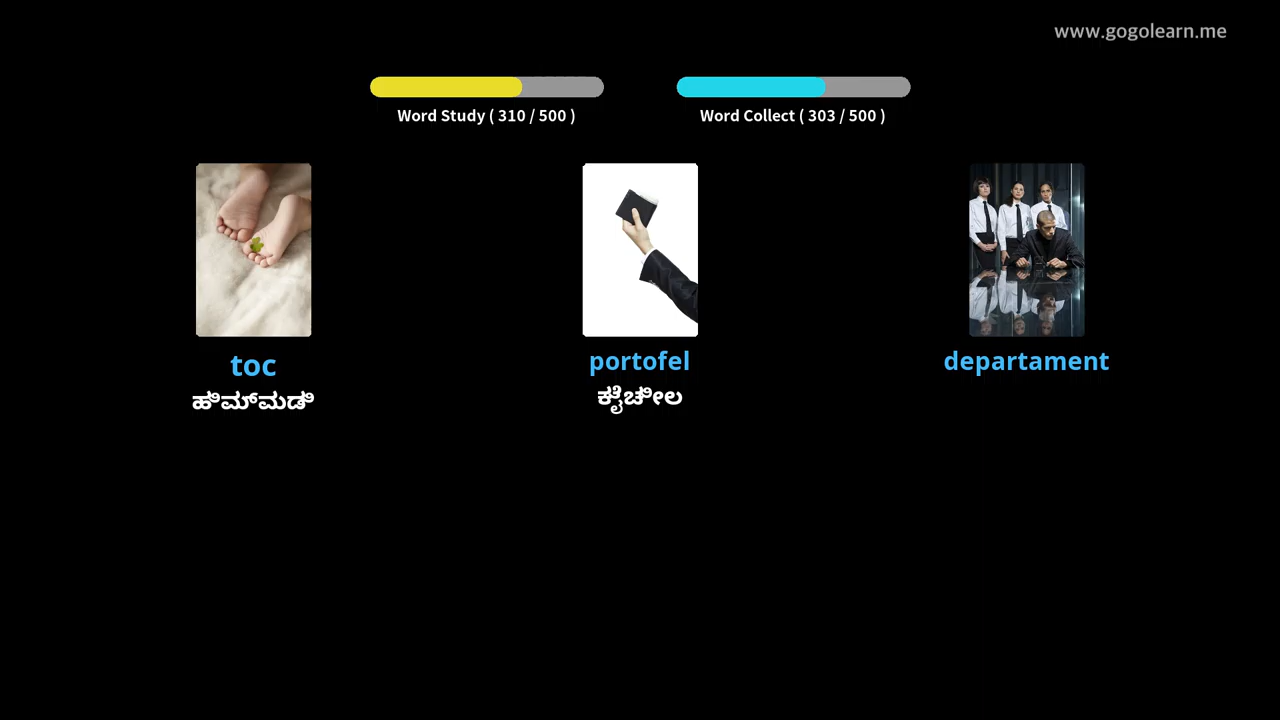 www.gogolearn.me
Word Study ( 310 / 500 )
Word Collect ( 303 / 500 )
toc
portofel
departament
ಹಿಮ್ಮಡಿ
ಕೈಚೀಲ